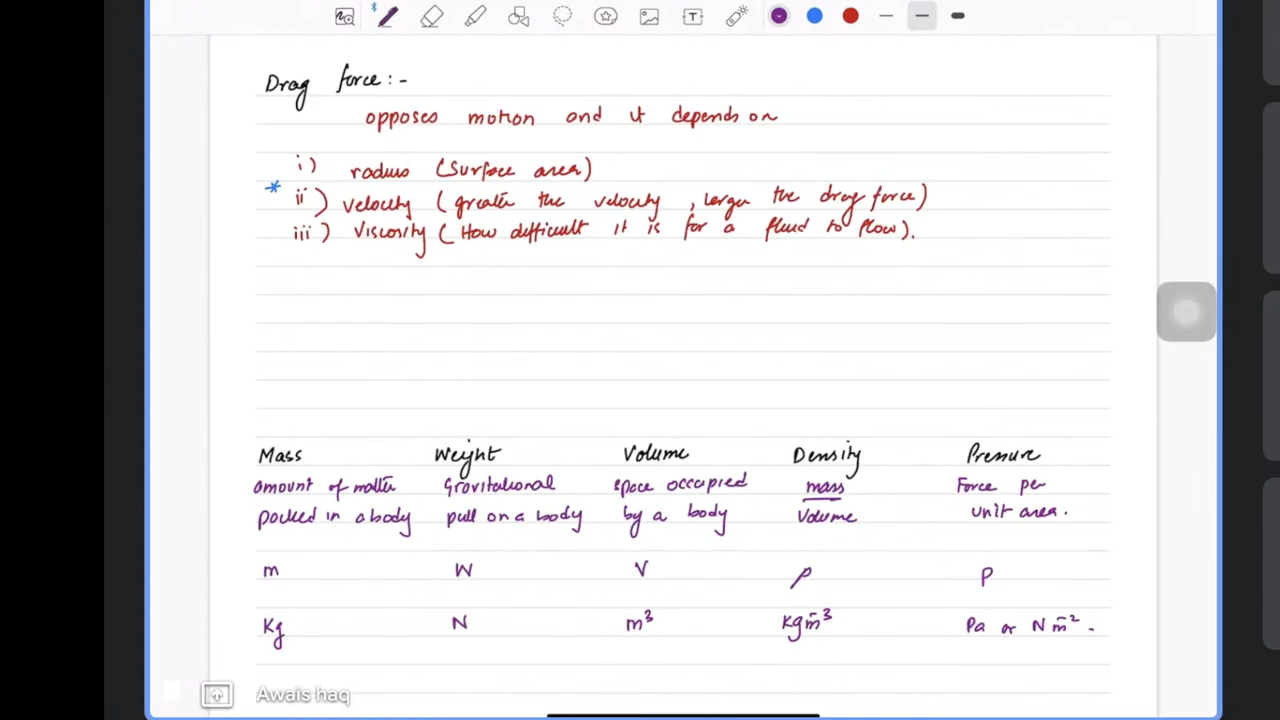 Drag force:-
opposes motion and it depends on
i) radius (surface area)
* ii) velocity (greater the velocity, larger the drag force)
iii) Viscosity (How difficult it is for a fluid to flow).
Mass Weight Volume Density Pressure
amount of matter Gravitational space occupied mass Force per
packed in a body pull on a body by a body Volume unit area.
m W V ρ P
Kg N m³ Kgm⁻³ Pa or Nm⁻².
Awais haq